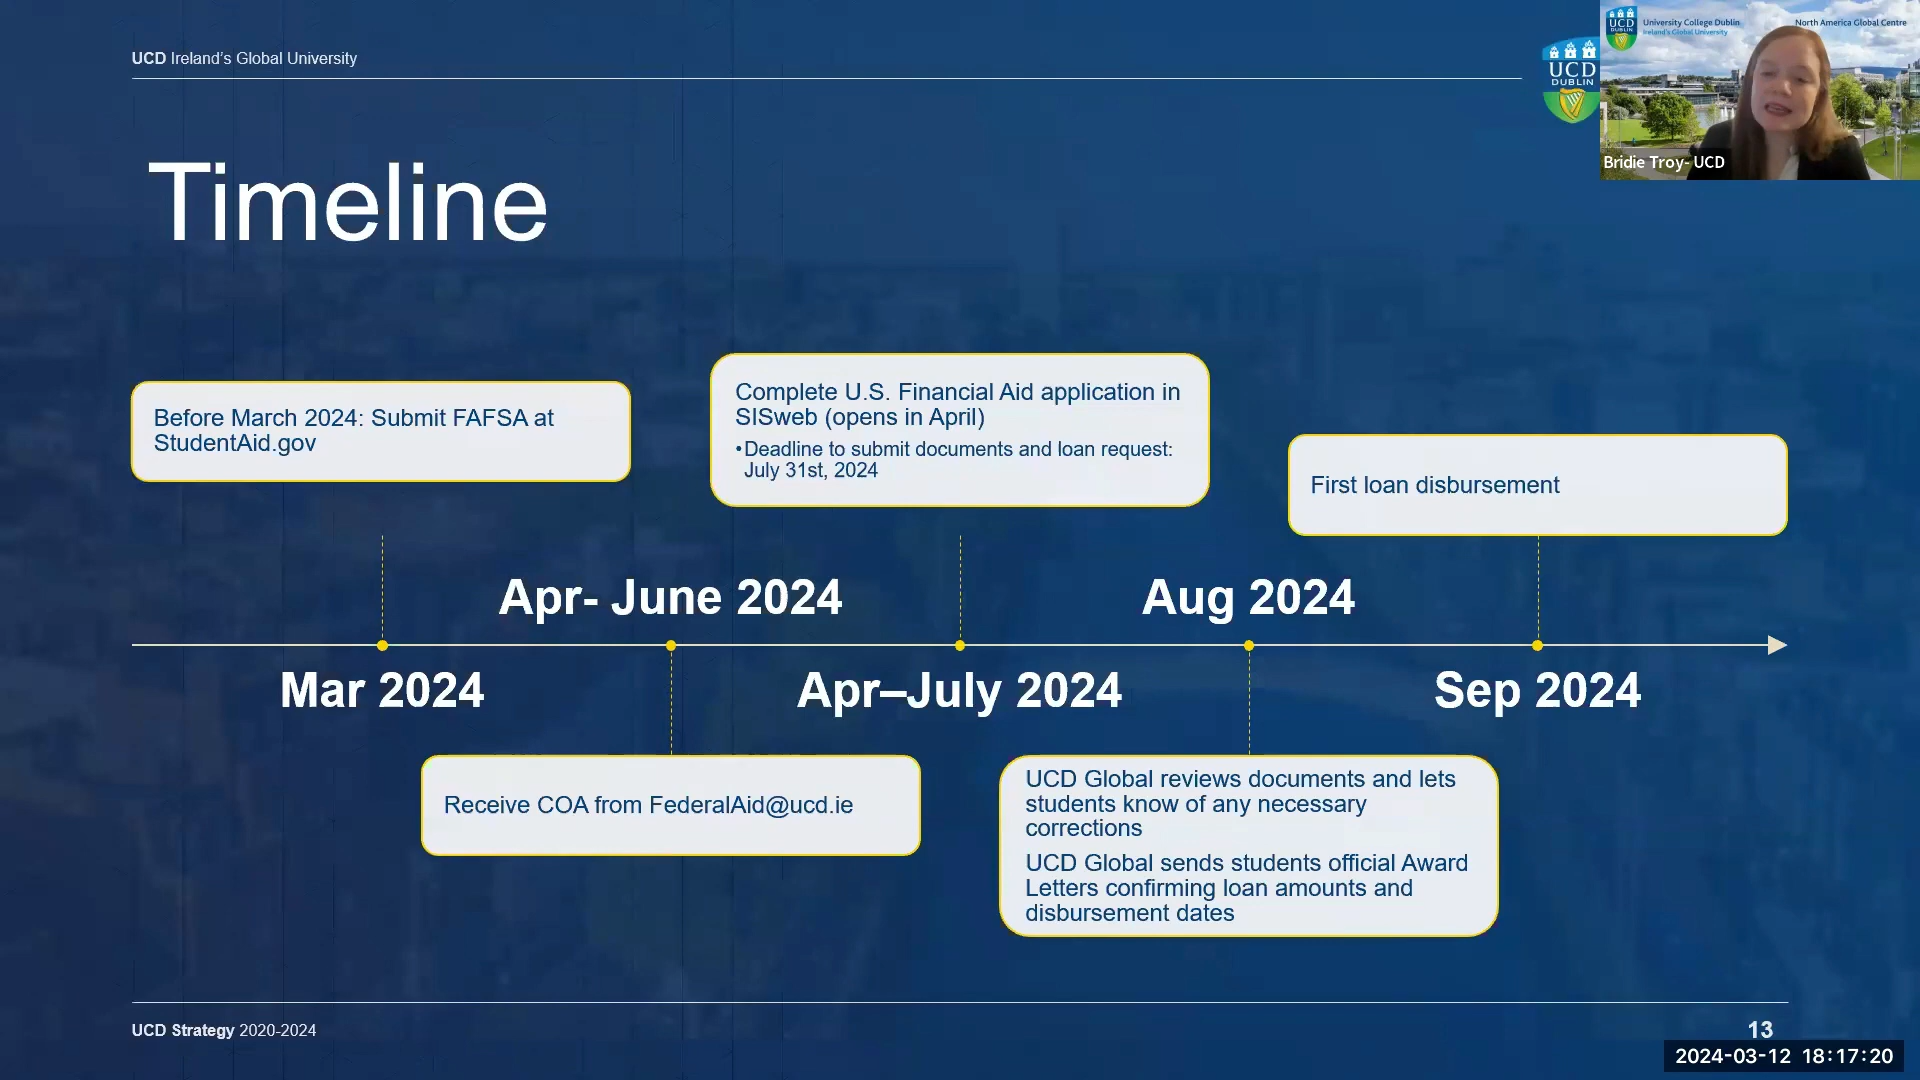 UCD Ireland's Global University
UCD
DUBLIN
UCD
DUBLIN
University College Dublin
Ireland's Global University
North America Global Centre
Bridie Troy- UCD
Timeline
Before March 2024: Submit FAFSA at
StudentAid.gov
Complete U.S. Financial Aid application in
SISweb (opens in April)
•Deadline to submit documents and loan request:
July 31st, 2024
First loan disbursement
Apr- June 2024
Aug 2024
Mar 2024
Apr–July 2024
Sep 2024
Receive COA from FederalAid@ucd.ie
UCD Global reviews documents and lets
students know of any necessary
corrections
UCD Global sends students official Award
Letters confirming loan amounts and
disbursement dates
UCD Strategy 2020-2024
13
2024-03-12 18:17:20